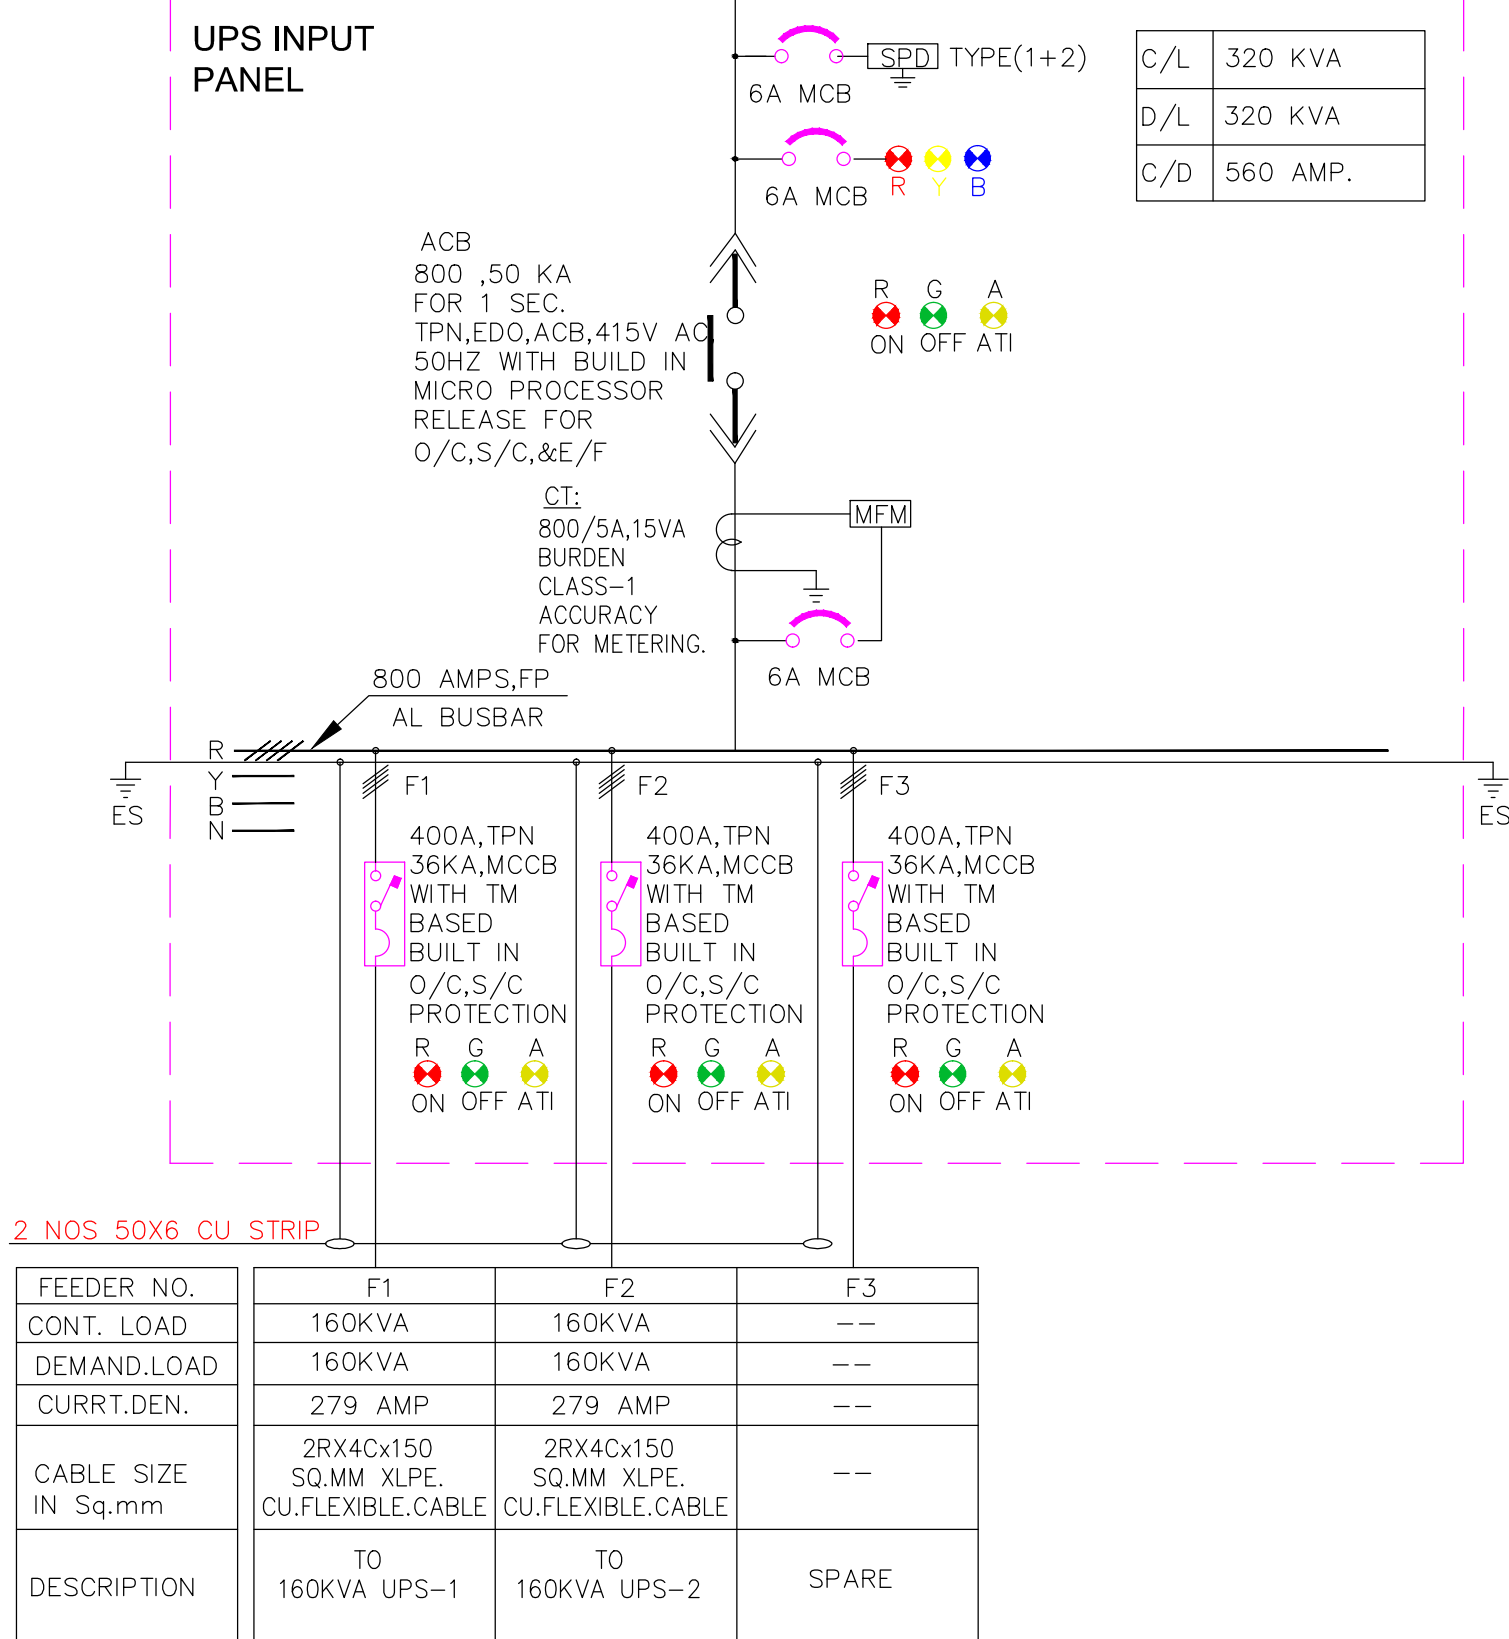 UPS INPUT
PANEL
SPD TYPE(1+2)
6A MCB
6A MCB
R Y B
C/L 320 KVA
D/L 320 KVA
C/D 560 AMP.
ACB
800 ,50 KA
FOR 1 SEC.
TPN,EDO,ACB,415V AC,
50HZ WITH BUILD IN
MICRO PROCESSOR
RELEASE FOR
O/C,S/C,&E/F
R G A
ON OFF ATI
CT:
800/5A,15VA
BURDEN
CLASS-1
ACCURACY
FOR METERING.
MFM
6A MCB
800 AMPS,FP
AL BUSBAR
R
Y
B
N
ES
ES
F1
400A,TPN
36KA,MCCB
WITH TM
BASED
BUILT IN
O/C,S/C
PROTECTION
R G A
ON OFF ATI
F2
400A,TPN
36KA,MCCB
WITH TM
BASED
BUILT IN
O/C,S/C
PROTECTION
R G A
ON OFF ATI
F3
400A,TPN
36KA,MCCB
WITH TM
BASED
BUILT IN
O/C,S/C
PROTECTION
R G A
ON OFF ATI
2 NOS 50X6 CU STRIP
FEEDER NO. F1 F2 F3
CONT. LOAD 160KVA 160KVA --
DEMAND.LOAD 160KVA 160KVA --
CURRT.DEN. 279 AMP 279 AMP --
CABLE SIZE
IN Sq.mm
2RX4Cx150
SQ.MM XLPE.
CU.FLEXIBLE.CABLE
2RX4Cx150
SQ.MM XLPE.
CU.FLEXIBLE.CABLE
--
DESCRIPTION
TO
160KVA UPS-1
TO
160KVA UPS-2
SPARE